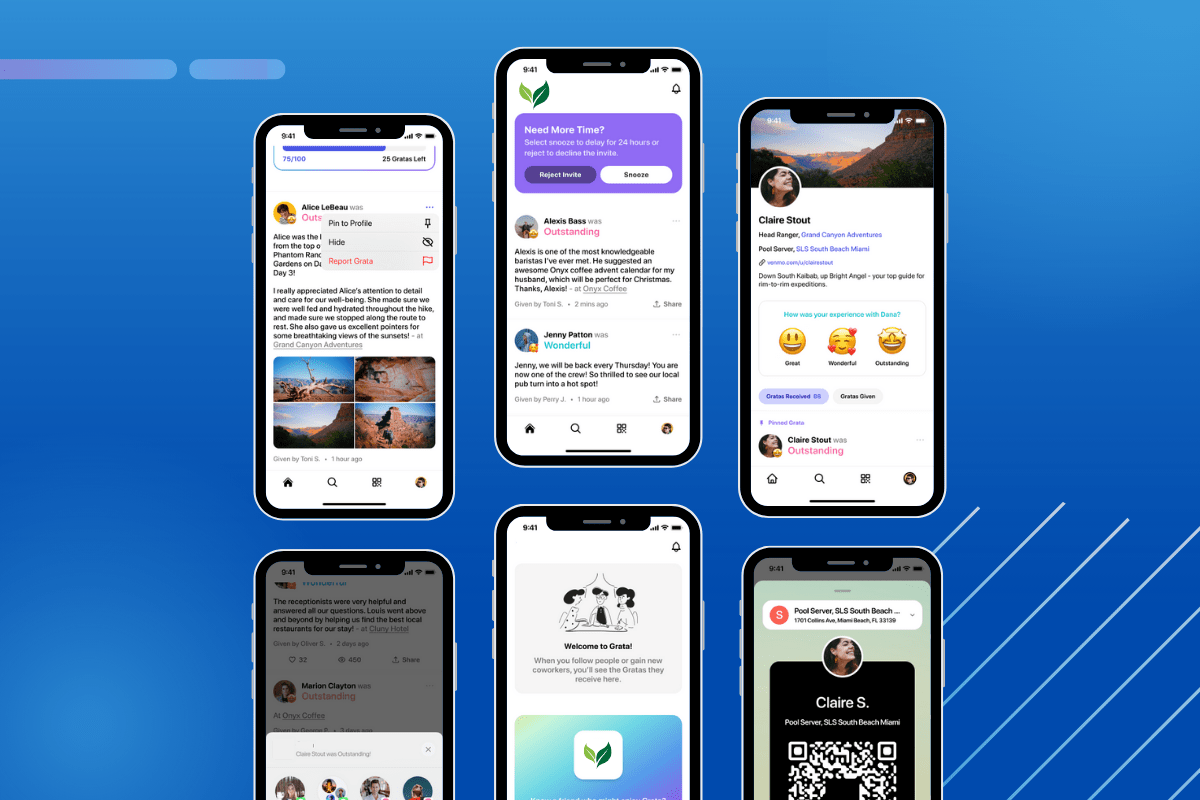 9:41
75/100
25 Gratas Left
Alice LeBeau was
Outs
Pin to Profile
Hide
Report Grata
Alice was the l
from the top o
Phantom Ranc
Gardens on Da
Day 3!
I really appreciated Alice's attention to detail
and care for our well-being. She made sure we
were well fed and hydrated throughout the hike,
and made sure we stopped along the route to
rest. She also gave us excellent pointers for
some breathtaking views of the sunsets! - at
Grand Canyon Adventures
Given by Toni S. • 1 hour ago
9:41
Need More Time?
Select snooze to delay for 24 hours or
reject to decline the invite.
Reject Invite
Snooze
Alexis Bass was
Outstanding
Alexis is one of the most knowledgeable
baristas I've ever met. He suggested an
awesome Onyx coffee advent calendar for my
husband, which will be perfect for Christmas.
Thanks, Alexis! - at Onyx Coffee
Given by Toni S. • 2 mins ago
Share
Jenny Patton was
Wonderful
Jenny, we will be back every Thursday! You are
now one of the crew! So thrilled to see our local
pub turn into a hot spot!
Given by Perry J. • 1 hour ago
Share
9:41
Claire Stout
Head Ranger, Grand Canyon Adventures
Pool Server, SLS South Beach Miami
venmo.com/u/clairestout
Down South Kaibab, up Bright Angel - your top guide for
rim-to-rim expeditions.
How was your experience with Dana?
Great
Wonderful
Outstanding
Gratas Received
Gratas Given
Pinned Grata
Claire Stout was
Outstanding
9:41
Wonderful
The receptionists were very helpful and
answered all our questions. Louis went above
and beyond by helping us find the best local
restaurants for our stay! - at Cluny Hotel
Given by Oliver S. • 2 days ago
32
456
Share
Marion Clayton was
Outstanding
At Onyx Coffee
Given by George P. • 3 days ago
Claire Stout was Outstanding!
9:41
Welcome to Grata!
When you follow people or gain new
coworkers, you'll see the Gratas they
receive here.
Know a friend who might enjoy Grata?
9:41
S
Pool Server, SLS South Beach ...
1701 Collins Ave, Miami Beach, FL 33139
Claire S.
Pool Server, SLS South Beach Miami